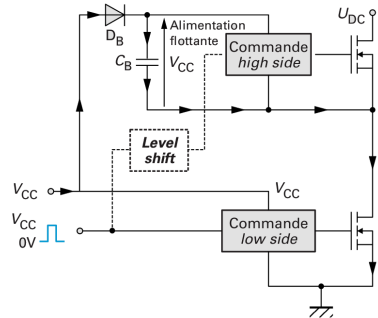 Alimentation
flottante
V_CC
D_B
C_B
Commande
high side
U_DC
Level
shift
V_CC
V_CC
V_CC
0V
Commande
low side